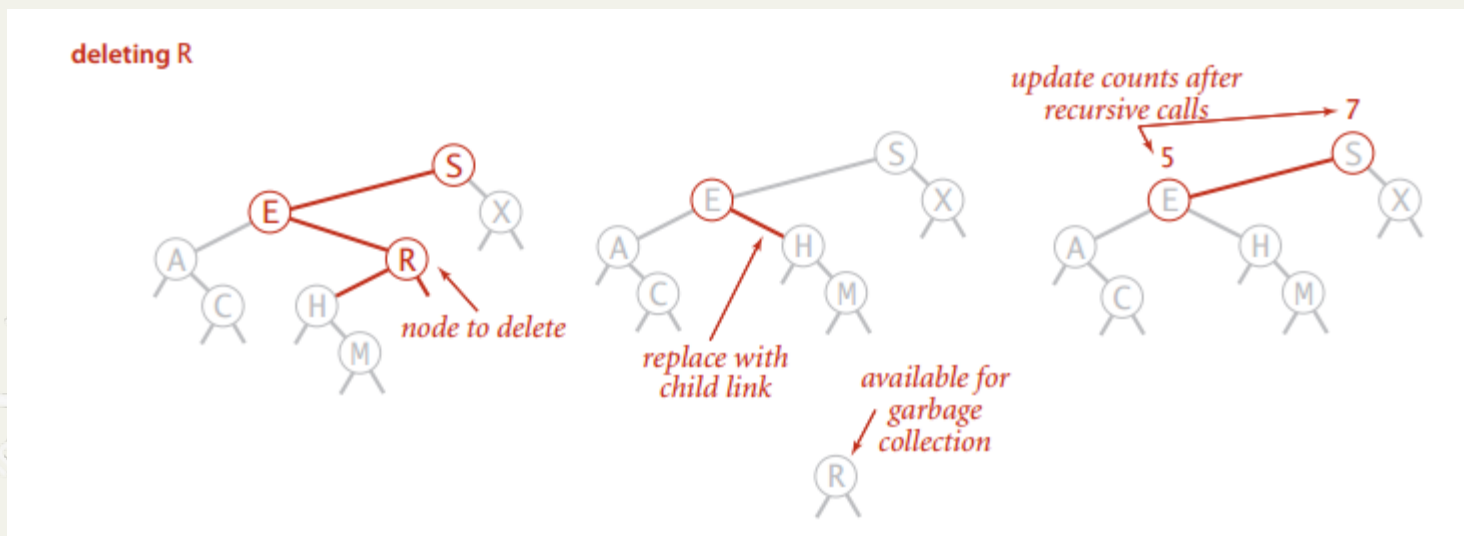 deleting R
S
E
X
A
R
C
H
M
node to delete
S
E
X
A
H
C
M
replace with
child link
available for
garbage
collection
R
update counts after
recursive calls
7
5
S
E
X
A
H
C
M